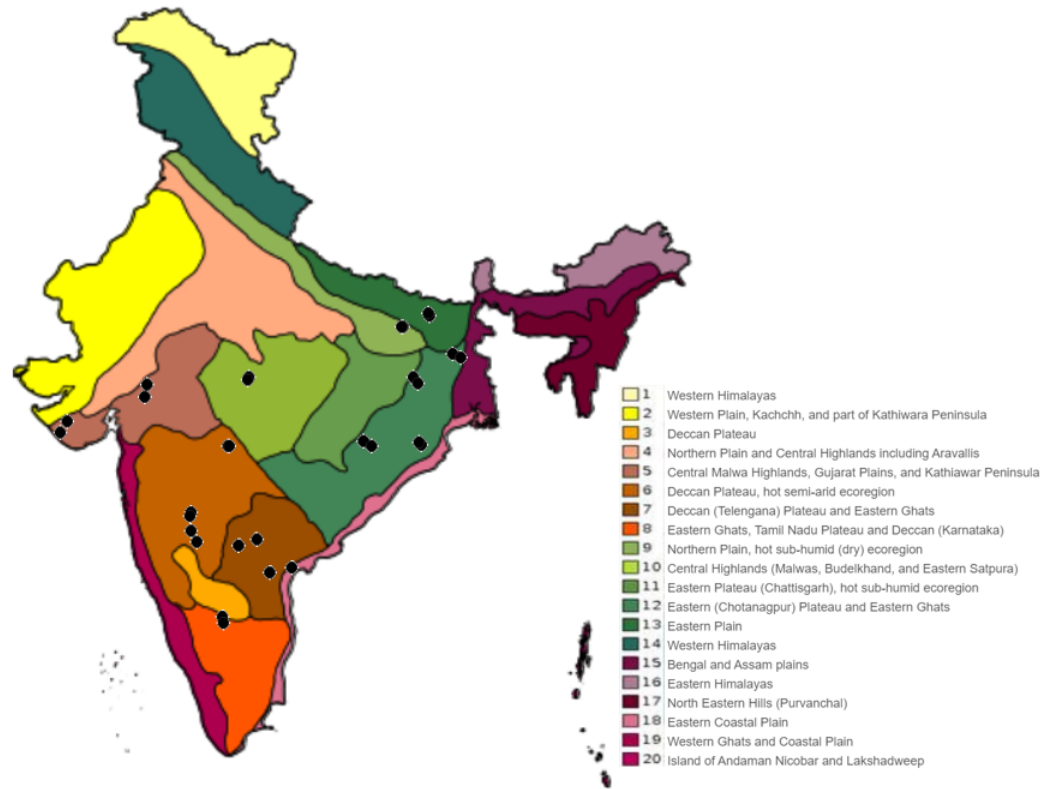 1 Western Himalayas
2 Western Plain, Kachchh, and part of Kathiwara Peninsula
3 Deccan Plateau
4 Northern Plain and Central Highlands including Aravallis
5 Central Malwa Highlands, Gujarat Plains, and Kathiawar Peninsula
6 Deccan Plateau, hot semi-arid ecoregion
7 Deccan (Telengana) Plateau and Eastern Ghats
8 Eastern Ghats, Tamil Nadu Plateau and Deccan (Karnataka)
9 Northern Plain, hot sub-humid (dry) ecoregion
10 Central Highlands (Malwas, Budelkhand, and Eastern Satpura)
11 Eastern Plateau (Chattisgarh), hot sub-humid ecoregion
12 Eastern (Chotanagpur) Plateau and Eastern Ghats
13 Eastern Plain
14 Western Himalayas
15 Bengal and Assam plains
16 Eastern Himalayas
17 North Eastern Hills (Purvanchal)
18 Eastern Coastal Plain
19 Western Ghats and Coastal Plain
20 Island of Andaman Nicobar and Lakshadweep